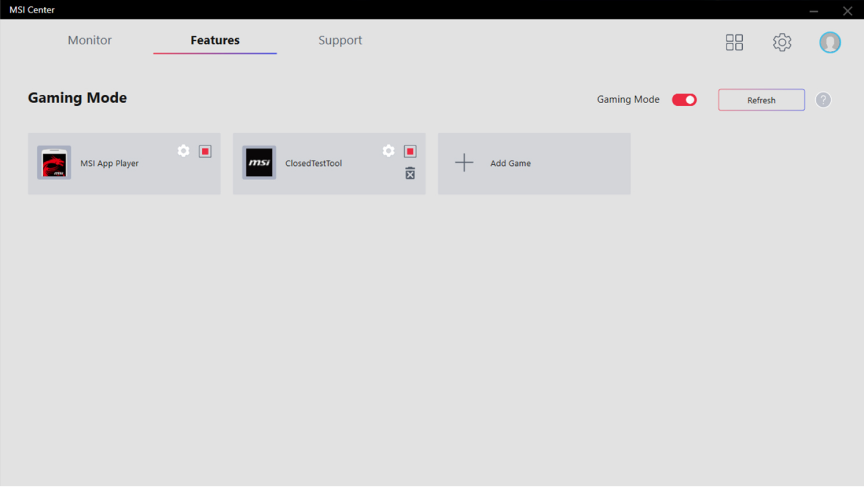 MSI Center
Monitor
Features
Support
Gaming Mode
Gaming Mode
Refresh
?
MSI App Player
msi
ClosedTestTool
Add Game